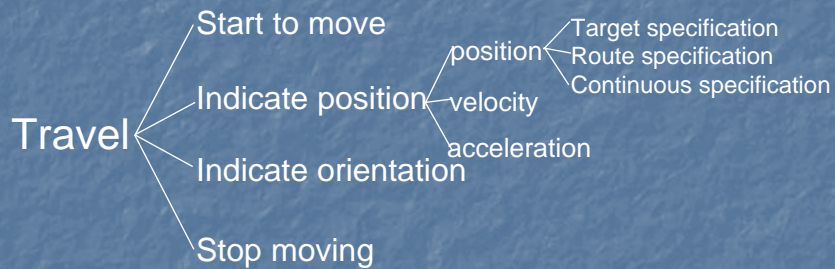 Travel
Start to move
Indicate position
position
Target specification
Route specification
Continuous specification
velocity
acceleration
Indicate orientation
Stop moving